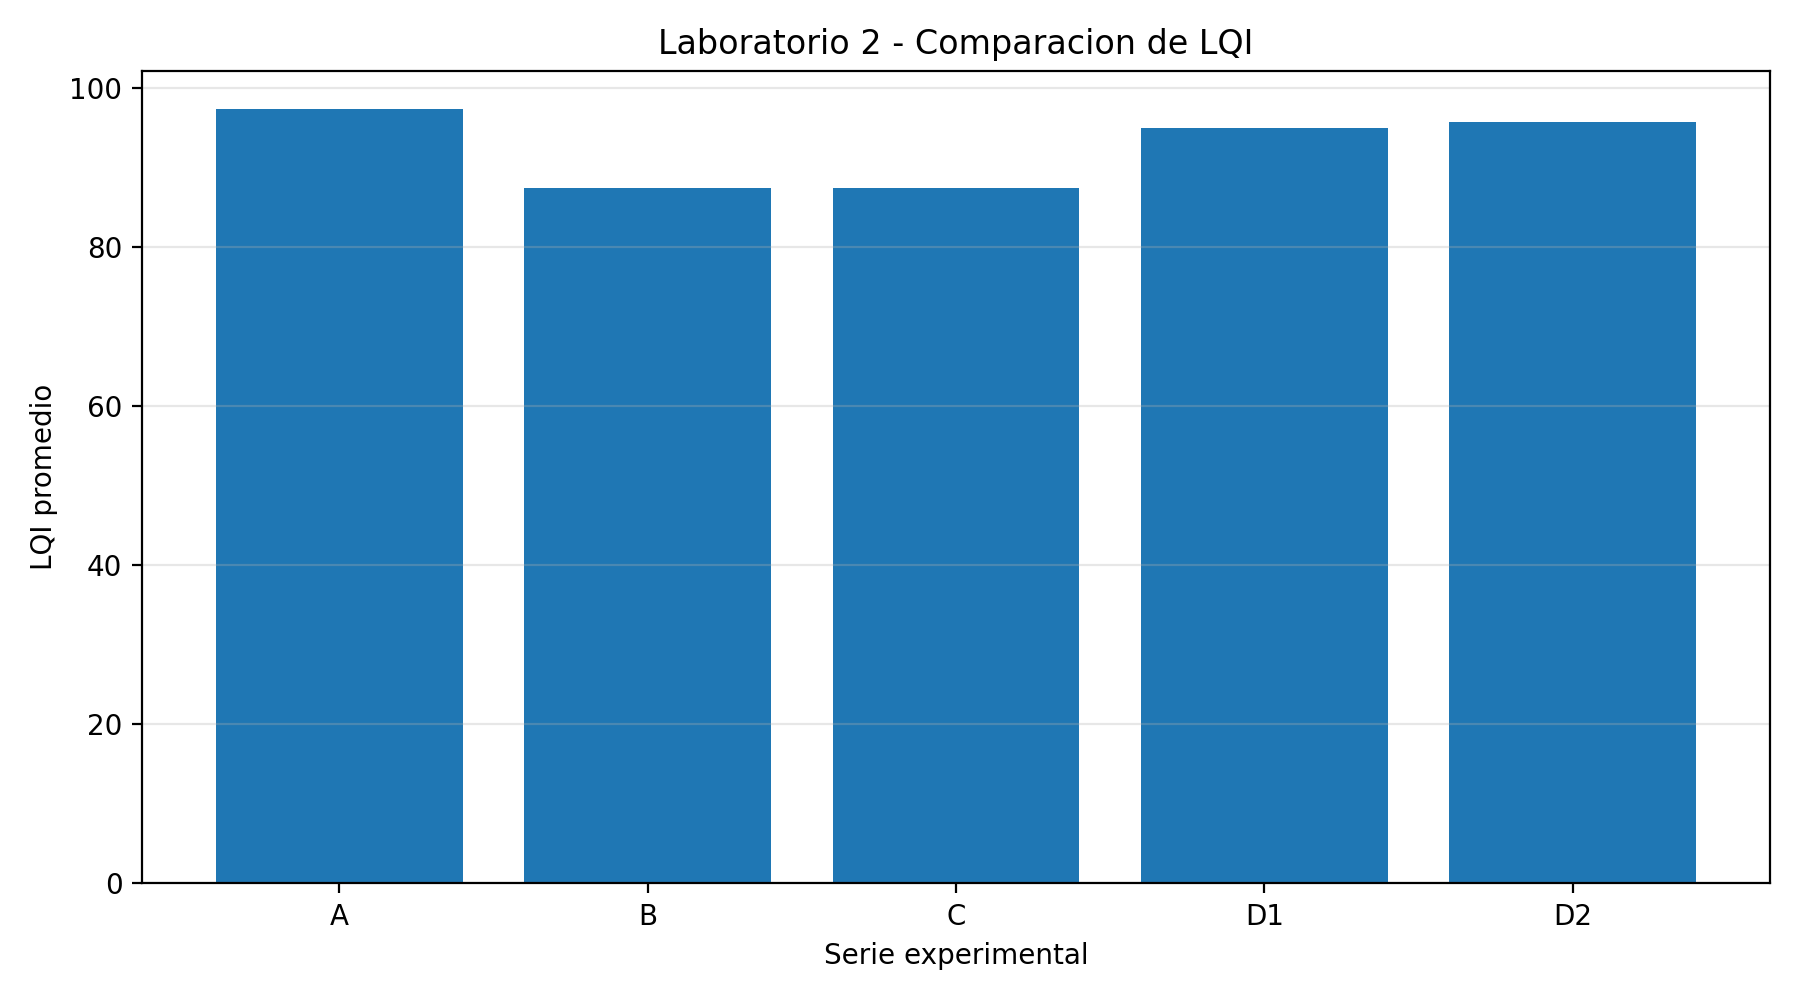 Laboratorio 2 - Comparacion de LQI
100
80
60
40
20
0
LQI promedio
A B C D1 D2
Serie experimental